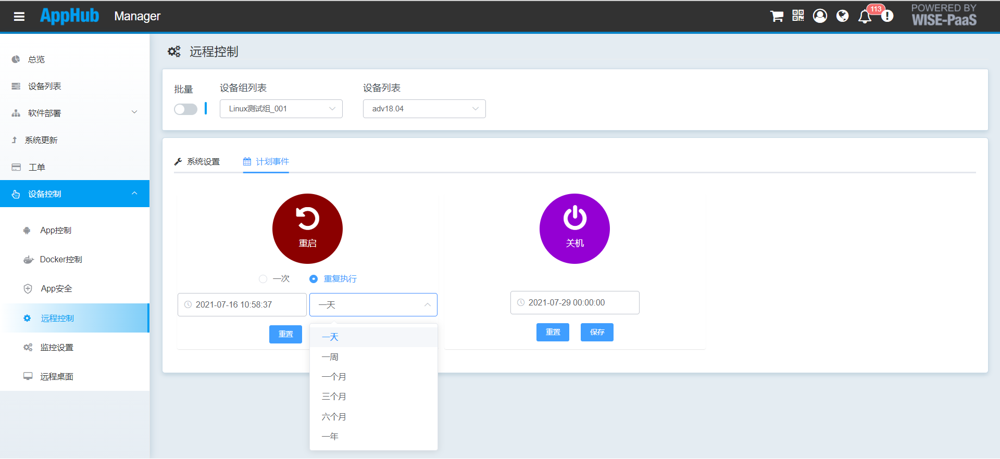 AppHub Manager
113
POWERED BY
WISE-PaaS
总览
设备列表
软件部署
系统更新
工单
设备控制
App控制
Docker控制
App安全
远程控制
监控设置
远程桌面
远程控制
批量
设备组列表
设备列表
Linux测试组_001
adv18.04
系统设置
计划事件
重启
一次
重复执行
2021-07-16 10:58:37
一天
重置
一天
一周
一个月
三个月
六个月
一年
关机
2021-07-29 00:00:00
重置
保存